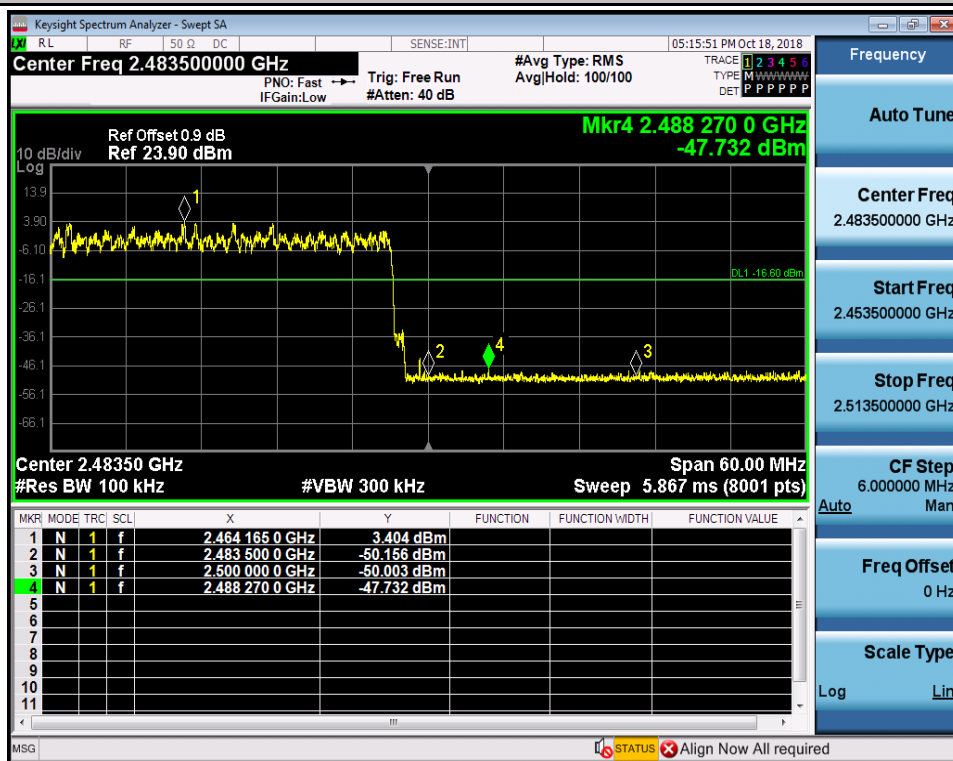 Keysight Spectrum Analyzer - Swept SA
LXI RL RF 50 Ω DC SENSE:INT 05:15:51 PM Oct 18, 2018
Center Freq 2.483500000 GHz #Avg Type: RMS TRACE 1 2 3 4 5 6
PNO: Fast Trig: Free Run Avg|Hold: 100/100 TYPE M W W W W W
IFGain:Low #Atten: 40 dB DET P P P P P P
Mkr4 2.488 270 0 GHz
-47.732 dBm
Ref Offset 0.9 dB
10 dB/div Ref 23.90 dBm
Log
13.9
1
3.90
-6.10
-16.1
DL1 -16.60 dBm
-26.1
-36.1
2 4 3
-46.1
-56.1
-66.1
Center 2.48350 GHz Span 60.00 MHz
#Res BW 100 kHz #VBW 300 kHz Sweep 5.867 ms (8001 pts)
MKR MODE TRC SCL X Y FUNCTION FUNCTION WIDTH FUNCTION VALUE
1 N 1 f 2.464 165 0 GHz 3.404 dBm
2 N 1 f 2.483 500 0 GHz -50.156 dBm
3 N 1 f 2.500 000 0 GHz -50.003 dBm
4 N 1 f 2.488 270 0 GHz -47.732 dBm
5
6
7
8
9
10
11
MSG STATUS Align Now All required
Frequency
Auto Tune
Center Freq
2.483500000 GHz
Start Freq
2.453500000 GHz
Stop Freq
2.513500000 GHz
CF Step
6.000000 MHz
Auto Man
Freq Offset
0 Hz
Scale Type
Log Lin